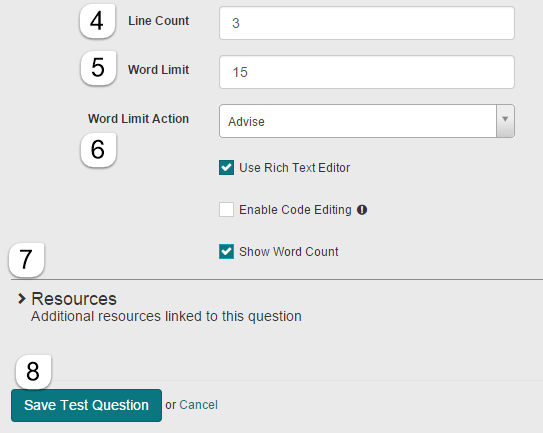 4 Line Count 3
5 Word Limit 15
Word Limit Action Advise
6
Use Rich Text Editor
Enable Code Editing
Show Word Count
7
Resources
Additional resources linked to this question
8
Save Test Question or Cancel